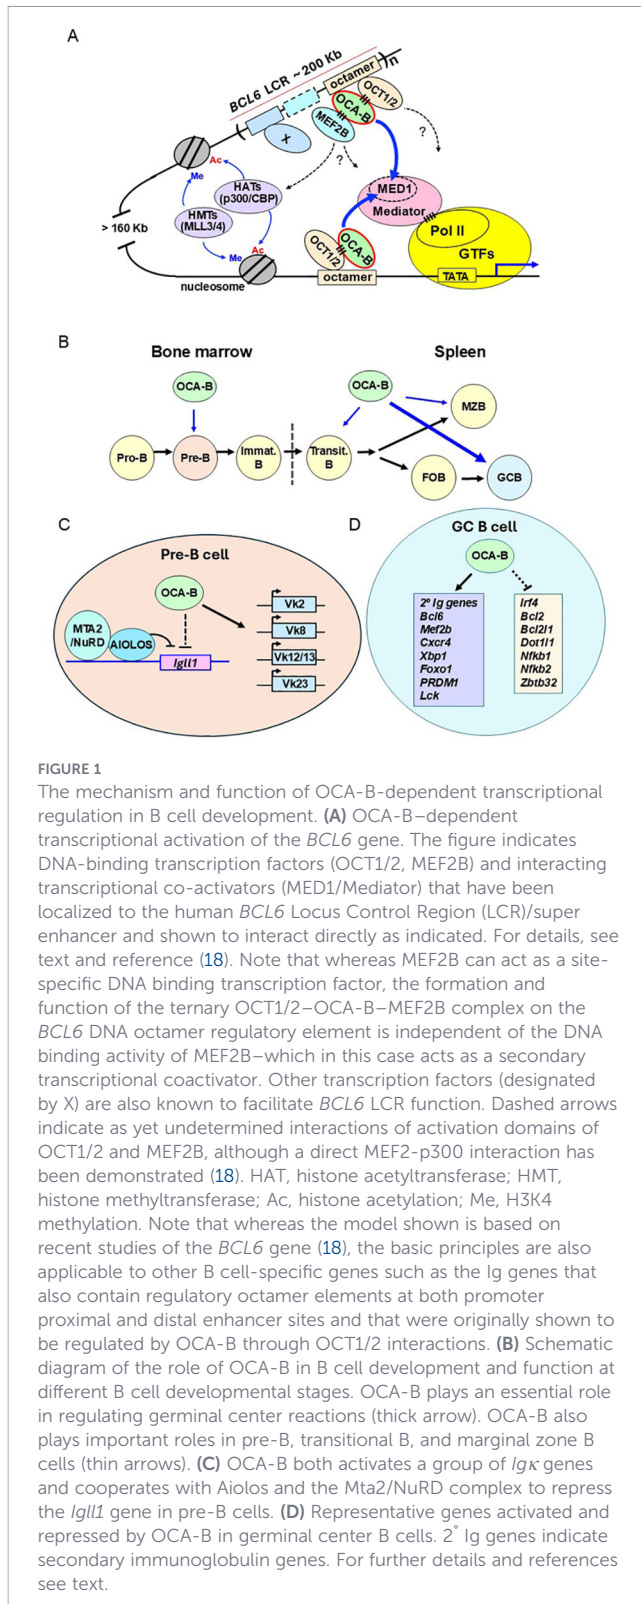 A
BCL6 LCR ~ 200 Kb
octamer
n
OCT1/2
OCA-B
MEF2B
X
?
?
Ac
Me
HATs
(p300/CBP)
MED1
Mediator
HMTs
(MLL3/4)
> 160 Kb
Pol II
GTFs
Me
Ac
OCT1/2
OCA-B
nucleosome
octamer
TATA
B
Bone marrow
Spleen
OCA-B
OCA-B
MZB
Pro-B
Pre-B
Immat.
B
Transit.
B
FOB
GCB
C
Pre-B cell
OCA-B
MTA2
/NuRD
AIOLOS
Igll1
Vk2
Vk8
Vk12/13
Vk23
D
GC B cell
OCA-B
2º Ig genes
Bcl6
Mef2b
Cxcr4
Xbp1
Foxo1
PRDM1
Lck
Irf4
Bcl2
Bcl2l1
Dot1l1
Nfkb1
Nfkb2
Zbtb32
FIGURE 1
The mechanism and function of OCA-B-dependent transcriptional
regulation in B cell development. (A) OCA-B–dependent
transcriptional activation of the BCL6 gene. The figure indicates
DNA-binding transcription factors (OCT1/2, MEF2B) and interacting
transcriptional co-activators (MED1/Mediator) that have been
localized to the human BCL6 Locus Control Region (LCR)/super
enhancer and shown to interact directly as indicated. For details, see
text and reference (18). Note that whereas MEF2B can act as a site-
specific DNA binding transcription factor, the formation and
function of the ternary OCT1/2–OCA-B–MEF2B complex on the
BCL6 DNA octamer regulatory element is independent of the DNA
binding activity of MEF2B–which in this case acts as a secondary
transcriptional coactivator. Other transcription factors (designated
by X) are also known to facilitate BCL6 LCR function. Dashed arrows
indicate as yet undetermined interactions of activation domains of
OCT1/2 and MEF2B, although a direct MEF2-p300 interaction has
been demonstrated (18). HAT, histone acetyltransferase; HMT,
histone methyltransferase; Ac, histone acetylation; Me, H3K4
methylation. Note that whereas the model shown is based on
recent studies of the BCL6 gene (18), the basic principles are also
applicable to other B cell-specific genes such as the Ig genes that
also contain regulatory octamer elements at both promoter
proximal and distal enhancer sites and that were originally shown to
be regulated by OCA-B through OCT1/2 interactions. (B) Schematic
diagram of the role of OCA-B in B cell development and function at
different B cell developmental stages. OCA-B plays an essential role
in regulating germinal center reactions (thick arrow). OCA-B also
plays important roles in pre-B, transitional B, and marginal zone B
cells (thin arrows). (C) OCA-B both activates a group of Igκ genes
and cooperates with Aiolos and the Mta2/NuRD complex to repress
the Igll1 gene in pre-B cells. (D) Representative genes activated and
repressed by OCA-B in germinal center B cells. 2° Ig genes indicate
secondary immunoglobulin genes. For further details and references
see text.